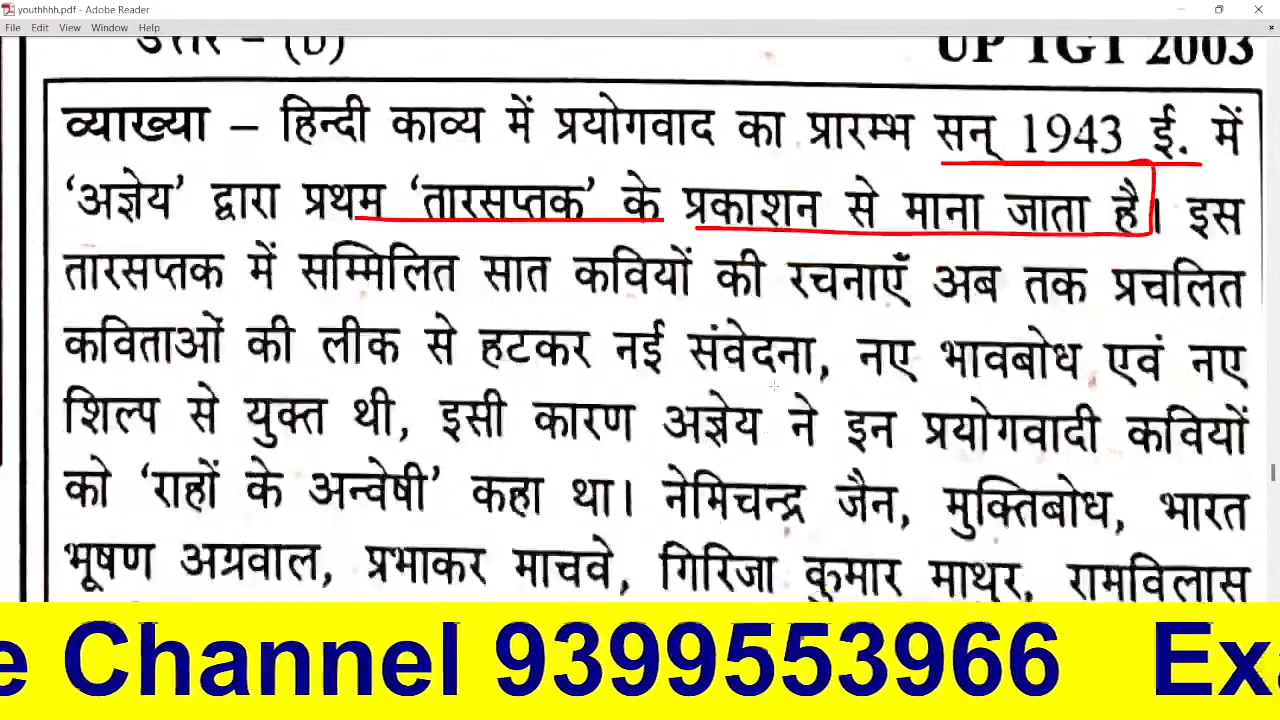 youthhhh.pdf - Adobe Reader
File Edit View Window Help
उत्तर – (b) UP TGT 2003
व्याख्या – हिन्दी काव्य में प्रयोगवाद का प्रारम्भ सन् 1943 ई. में
‘अज्ञेय’ द्वारा प्रथम ‘तारसप्तक’ के प्रकाशन से माना जाता है। इस
तारसप्तक में सम्मिलित सात कवियों की रचनाएँ अब तक प्रचलित
कविताओं की लीक से हटकर नई संवेदना, नए भावबोध एवं नए
शिल्प से युक्त थी, इसी कारण अज्ञेय ने इन प्रयोगवादी कवियों
को ‘राहों के अन्वेषी’ कहा था। नेमिचन्द्र जैन, मुक्तिबोध, भारत
भूषण अग्रवाल, प्रभाकर माचवे, गिरिजा कुमार माथुर, रामविलास
e Channel 9399553966 Exa